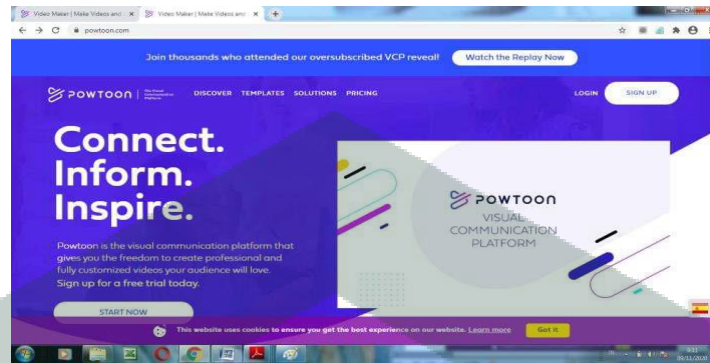 Video Maker | Make Videos and
Video Maker | Make Videos and
powtoon.com
Join thousands who attended our oversubscribed VCP reveal!
Watch the Replay Now
POWTOON
DISCOVER TEMPLATES SOLUTIONS PRICING
LOGIN
SIGN UP
Connect.
Inform.
Inspire.
Powtoon is the visual communication platform that
gives you the freedom to create professional and
fully customized videos your audience will love.
Sign up for a free trial today.
START NOW
POWTOON
VISUAL
COMMUNICATION
PLATFORM
This website uses cookies to ensure you get the best experience on our website. Learn more
Got it